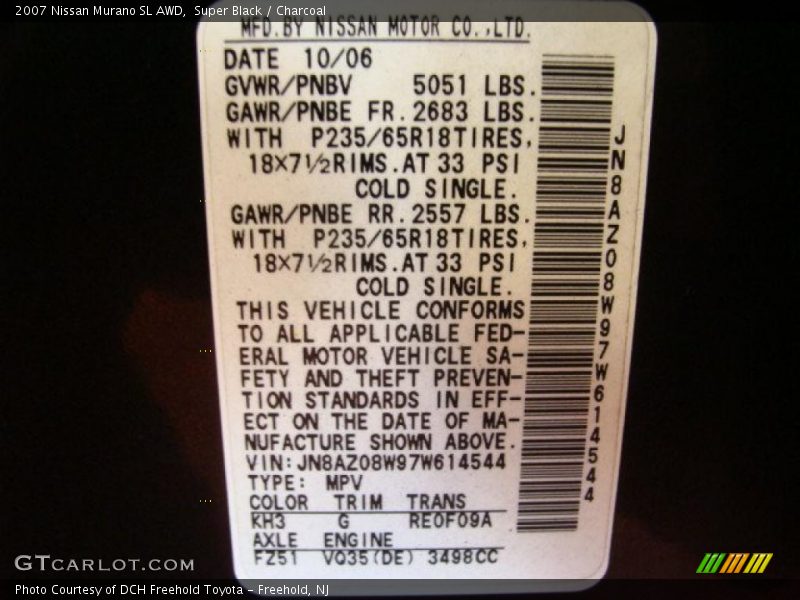 2007 Nissan Murano SL AWD,  Super Black / Charcoal
MFD.BY NISSAN MOTOR CO.,LTD.
DATE 10/06
GVWR/PNBV 5051 LBS.
GAWR/PNBE FR.2683 LBS.
WITH P235/65R18TIRES,
18×7½RIMS.AT 33 PSI
COLD SINGLE.
GAWR/PNBE RR.2557 LBS.
WITH P235/65R18TIRES,
18×7½RIMS.AT 33 PSI
COLD SINGLE.
THIS VEHICLE CONFORMS
TO ALL APPLICABLE FED-
ERAL MOTOR VEHICLE SA-
FETY AND THEFT PREVEN-
TION STANDARDS IN EFF-
ECT ON THE DATE OF MA-
NUFACTURE SHOWN ABOVE.
VIN:JN8AZ08W97W614544
TYPE: MPV
COLOR TRIM TRANS
KH3 G RE0F09A
AXLE ENGINE
FZ51 VQ35(DE) 3498CC
JN8AZ08W97W614544
GTCARLOT.COM
Photo Courtesy of DCH Freehold Toyota - Freehold, NJ